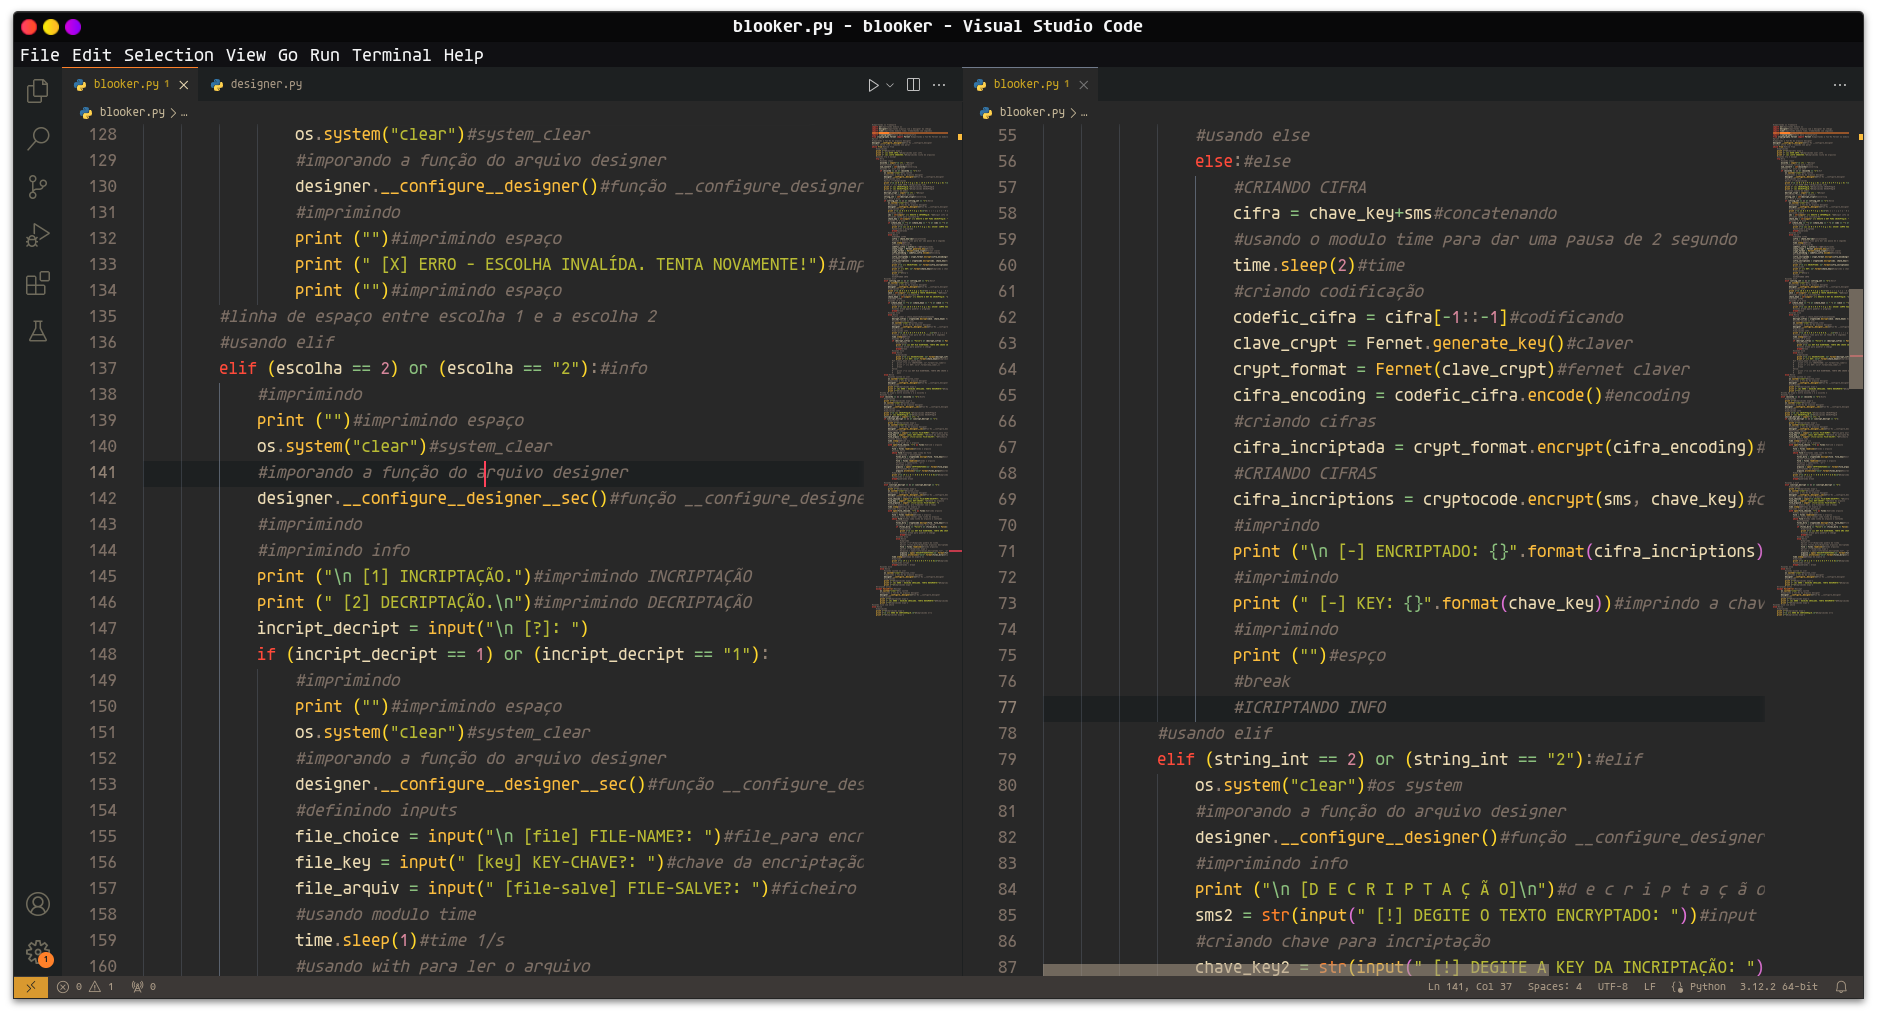 blooker.py - blooker - Visual Studio Code
File Edit Selection View Go Run Terminal Help
blooker.py 1
designer.py
blooker.py > …
128 os.system("clear")#system_clear
129 #imporando a função do arquivo designer
130 designer.__configure__designer()#função __configure_designer
131 #imprimindo
132 print ("")#imprimindo espaço
133 print (" [X] ERRO - ESCOLHA INVALÍDA. TENTA NOVAMENTE!")#imp
134 print ("")#imprimindo espaço
135 #linha de espaço entre escolha 1 e a escolha 2
136 #usando elif
137 elif (escolha == 2) or (escolha == "2"):#info
138 #imprimindo
139 print ("")#imprimindo espaço
140 os.system("clear")#system_clear
141 #imporando a função do arquivo designer
142 designer.__configure__designer__sec()#função __configure_designe
143 #imprimindo
144 #imprimindo info
145 print ("\n [1] INCRIPTAÇÃO.")#imprimindo INCRIPTAÇÃO
146 print (" [2] DECRIPTAÇÃO.\n")#imprimindo DECRIPTAÇÃO
147 incript_decript = input("\n [?]: ")
148 if (incript_decript == 1) or (incript_decript == "1"):
149 #imprimindo
150 print ("")#imprimindo espaço
151 os.system("clear")#system_clear
152 #imporando a função do arquivo designer
153 designer.__configure__designer__sec()#função __configure_des
154 #definindo inputs
155 file_choice = input("\n [file] FILE-NAME?: ")#file_para encr
156 file_key = input(" [key] KEY-CHAVE?: ")#chave da encriptação
157 file_arquiv = input(" [file-salve] FILE-SALVE?: ")#ficheiro
158 #usando modulo time
159 time.sleep(1)#time 1/s
160 #usando with para ler o arquivo
blooker.py 1
blooker.py > …
55 #usando else
56 else:#else
57 #CRIANDO CIFRA
58 cifra = chave_key+sms#concatenando
59 #usando o modulo time para dar uma pausa de 2 segundo
60 time.sleep(2)#time
61 #criando codificação
62 codefic_cifra = cifra[-1::-1]#codificando
63 clave_crypt = Fernet.generate_key()#claver
64 crypt_format = Fernet(clave_crypt)#fernet claver
65 cifra_encoding = codefic_cifra.encode()#encoding
66 #criando cifras
67 cifra_incriptada = crypt_format.encrypt(cifra_encoding)#
68 #CRIANDO CIFRAS
69 cifra_incriptions = cryptocode.encrypt(sms, chave_key)#c
70 #imprindo
71 print ("\n [-] ENCRIPTADO: {}".format(cifra_incriptions)
72 #imprimindo
73 print (" [-] KEY: {}".format(chave_key))#imprindo a chav
74 #imprimindo
75 print ("")#espço
76 #break
77 #ICRIPTANDO INFO
78 #usando elif
79 elif (string_int == 2) or (string_int == "2"):#elif
80 os.system("clear")#os system
81 #imporando a função do arquivo designer
82 designer.__configure__designer()#função __configure_designer
83 #imprimindo info
84 print ("\n [D E C R I P T A Ç Ã O]\n")#d e c r i p t a ç ã o
85 sms2 = str(input(" [!] DEGITE O TEXTO ENCRYPTADO: "))#input
86 #criando chave para incriptação
87 chave_key2 = str(input(" [!] DEGITE A KEY DA INCRIPTAÇÃO: ")
1
0 1 0
Ln 141, Col 37 Spaces: 4 UTF-8 LF Python 3.12.2 64-bit